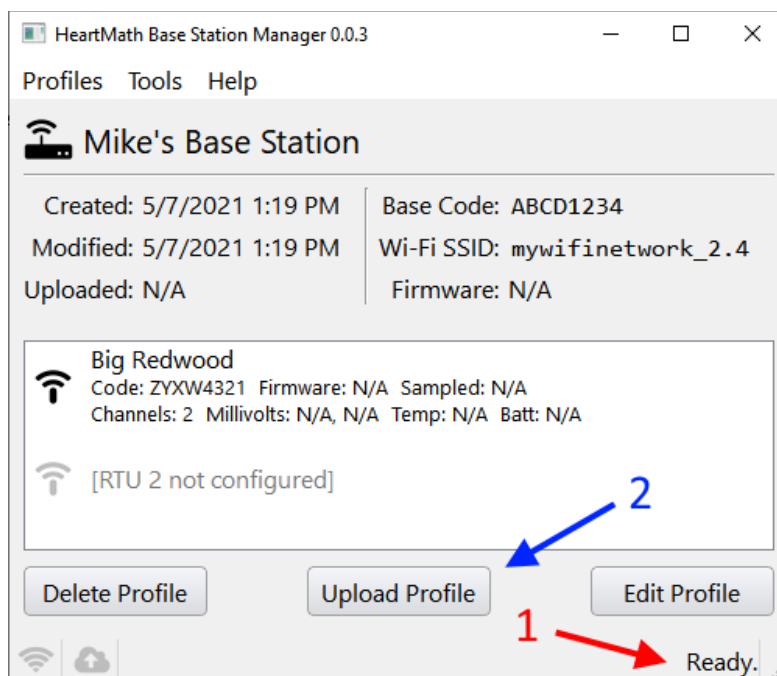 HeartMath Base Station Manager 0.0.3
Profiles Tools Help
Mike's Base Station
Created: 5/7/2021 1:19 PM
Modified: 5/7/2021 1:19 PM
Uploaded: N/A
Base Code: ABCD1234
Wi-Fi SSID: mywifinetwork_2.4
Firmware: N/A
Big Redwood
Code: ZYXW4321 Firmware: N/A Sampled: N/A
Channels: 2 Millivolts: N/A, N/A Temp: N/A Batt: N/A
[RTU 2 not configured]
2
Delete Profile Upload Profile Edit Profile
1
Ready.